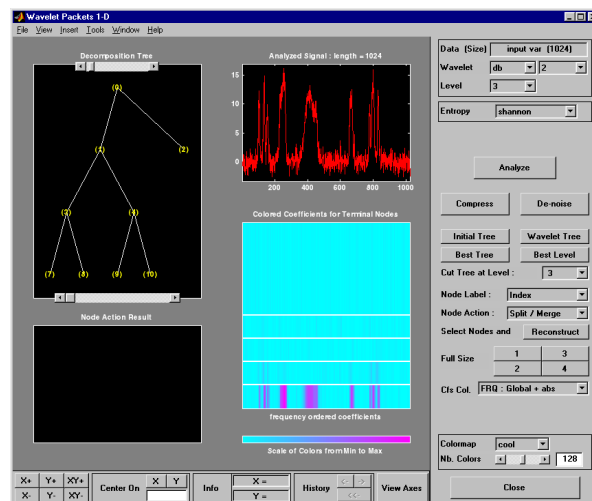 Wavelet Packets 1-D
File View Insert Tools Window Help
Decomposition Tree
(0)
(1) (2)
(3) (4)
(7) (8) (9) (10)
Node Action Result
Analyzed Signal : length = 1024
15
10
5
0
200 400 600 800 1000
Colored Coefficients for Terminal Nodes
frequency ordered coefficients
Scale of Colors from Min to Max
Data (Size) input var (1024)
Wavelet db 2
Level 3
Entropy shannon
Analyze
Compress De-noise
Initial Tree Wavelet Tree
Best Tree Best Level
Cut Tree at Level : 3
Node Label : Index
Node Action : Split / Merge
Select Nodes and Reconstruct
Full Size 1 3
2 4
Cfs Col. FRQ : Global + abs
Colormap cool
Nb. Colors 128
Close
X+ Y+ XY+
X- Y- XY-
Center On X Y
Info X =
Y =
History <- ->
<<-
View Axes